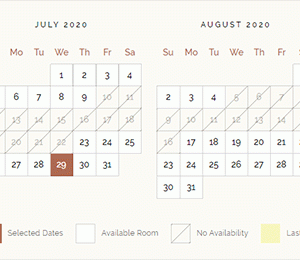 JULY 2020
Mo Tu We Th Fr Sa
1 2 3 4
6 7 8 9 10 11
13 14 15 16 17 18
20 21 22 23 24 25
27 28 29 30 31
AUGUST 2020
Su Mo Tu We Th Fr
2 3 4 5 6 7
9 10 11 12 13 14
16 17 18 19 20 21
23 24 25 26 27 28
30 31
Selected Dates Available Room No Availability Las